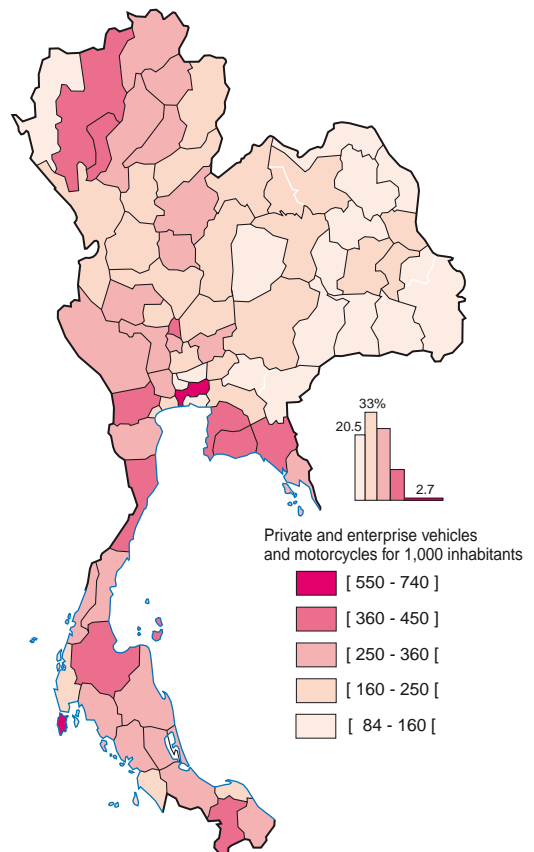 33%
20.5
2.7
Private and enterprise vehicles
and motorcycles for 1,000 inhabitants
[ 550 - 740 ]
[ 360 - 450 ]
[ 250 - 360 [
[ 160 - 250 [
[ 84 - 160 [